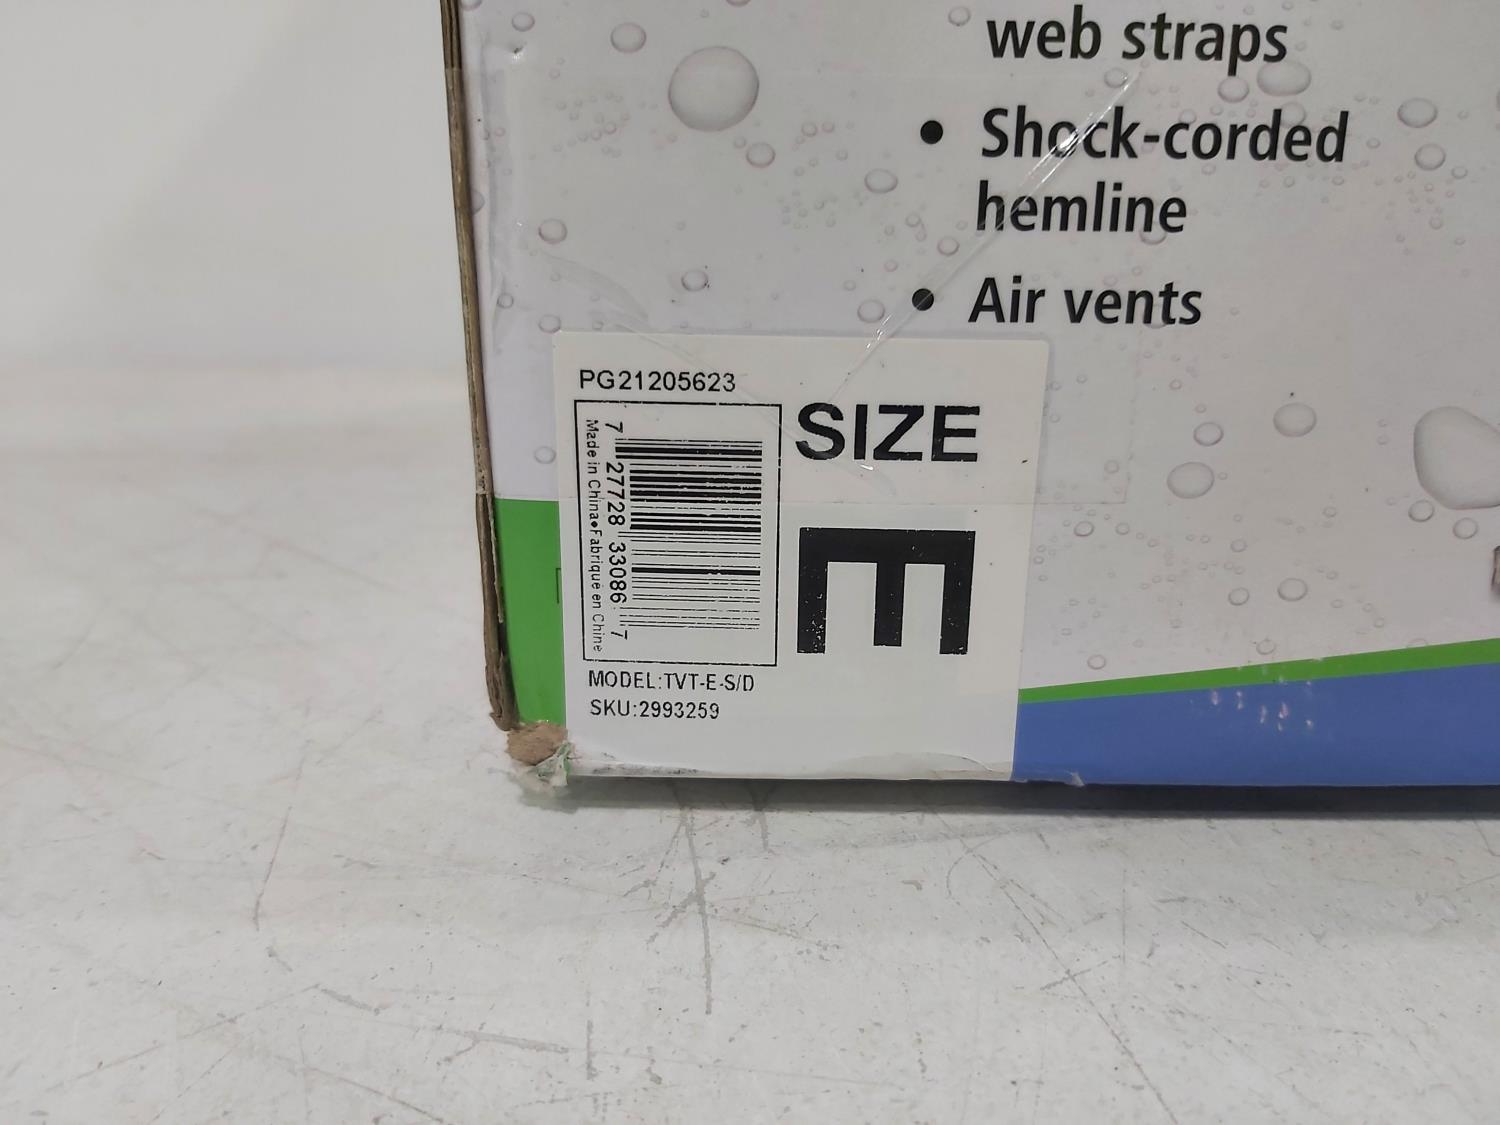 web straps
• Shock-corded
hemline
• Air vents
PG21205623
SIZE
E
7 27728 33086 7
Made in China●Fabrique en Chine
MODEL:TVT-E-S/D
SKU:2993259